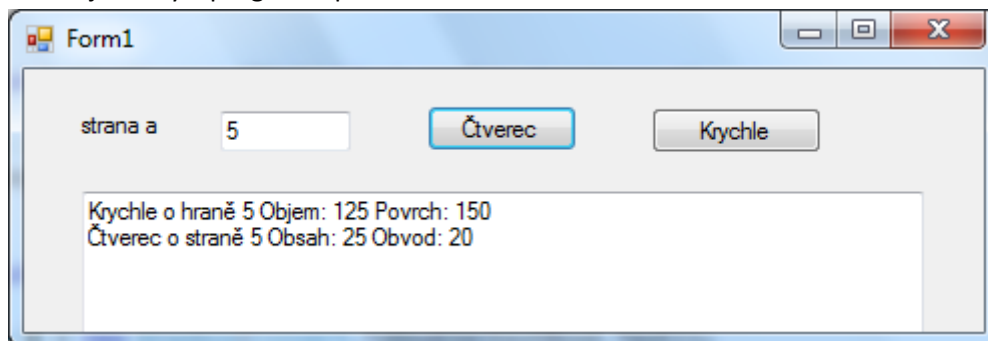 Form1
strana a 5 Čtverec Krychle
Krychle o hraně 5 Objem: 125 Povrch: 150
Čtverec o straně 5 Obsah: 25 Obvod: 20